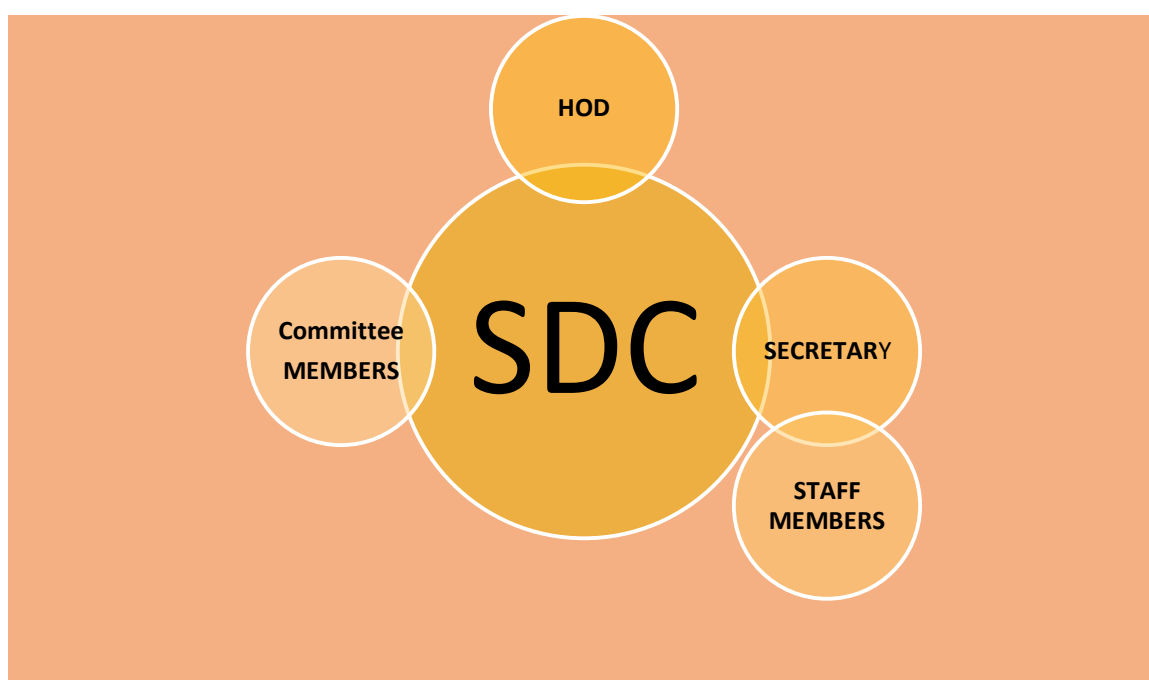 HOD
Committee
MEMBERS
SDC
SECRETARY
STAFF
MEMBERS